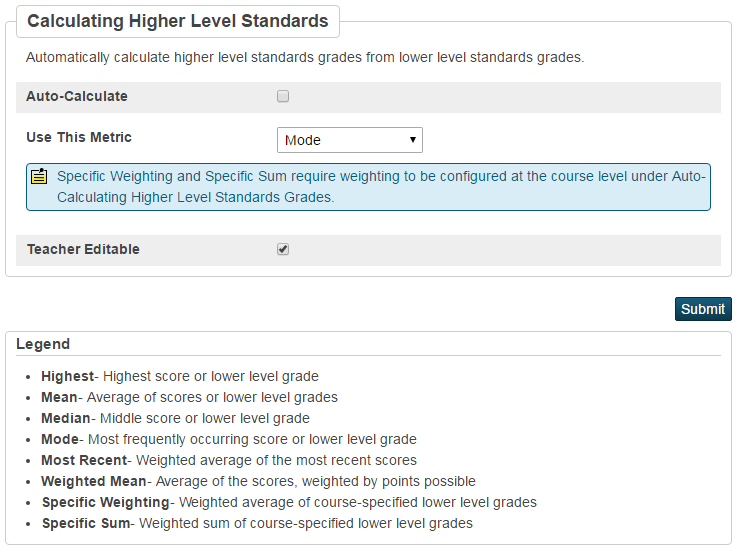 Calculating Higher Level Standards
Automatically calculate higher level standards grades from lower level standards grades.
Auto-Calculate
Use This Metric
Mode
Specific Weighting and Specific Sum require weighting to be configured at the course level under Auto-
Calculating Higher Level Standards Grades.
Teacher Editable
Submit
Legend
Highest- Highest score or lower level grade
Mean- Average of scores or lower level grades
Median- Middle score or lower level grade
Mode- Most frequently occurring score or lower level grade
Most Recent- Weighted average of the most recent scores
Weighted Mean- Average of the scores, weighted by points possible
Specific Weighting- Weighted average of course-specified lower level grades
Specific Sum- Weighted sum of course-specified lower level grades